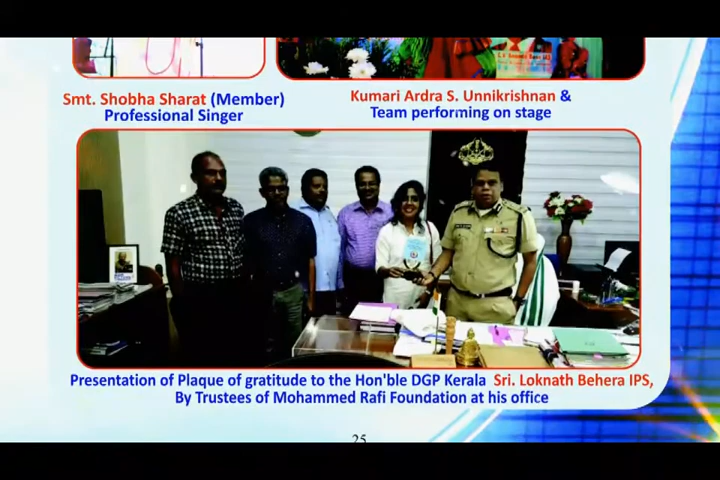 Smt. Shobha Sharat (Member)
Professional Singer
Kumari Ardra S. Unnikrishnan &
Team performing on stage
Presentation of Plaque of gratitude to the Hon'ble DGP Kerala Sri. Loknath Behera IPS,
By Trustees of Mohammed Rafi Foundation at his office
25